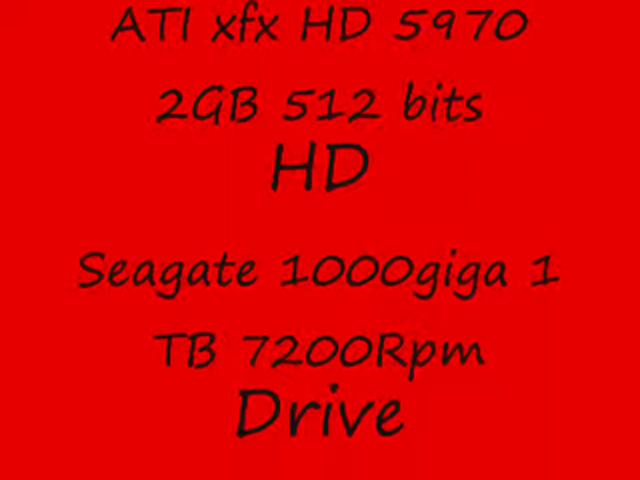 ATI xfx HD 5970
2GB 512 bits
HD
Seagate 1000giga 1
TB 7200Rpm
Drive